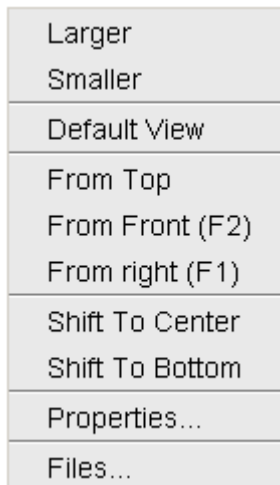 Larger
Smaller
Default View
From Top
From Front (F2)
From right (F1)
Shift To Center
Shift To Bottom
Properties...
Files...